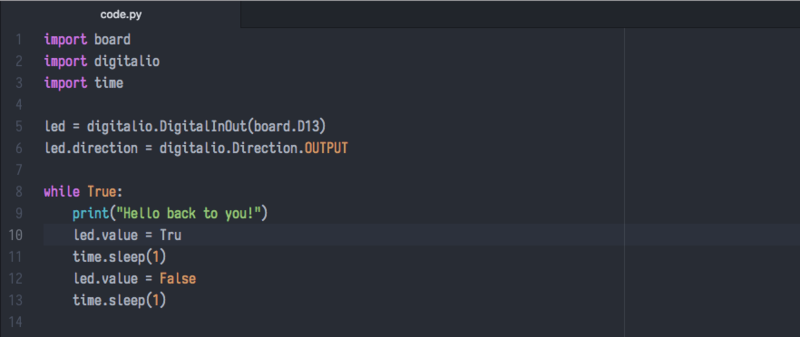 code.py
1 import board
2 import digitalio
3 import time
4
5 led = digitalio.DigitalInOut(board.D13)
6 led.direction = digitalio.Direction.OUTPUT
7
8 while True:
9     print("Hello back to you!")
10     led.value = Tru
11     time.sleep(1)
12     led.value = False
13     time.sleep(1)
14